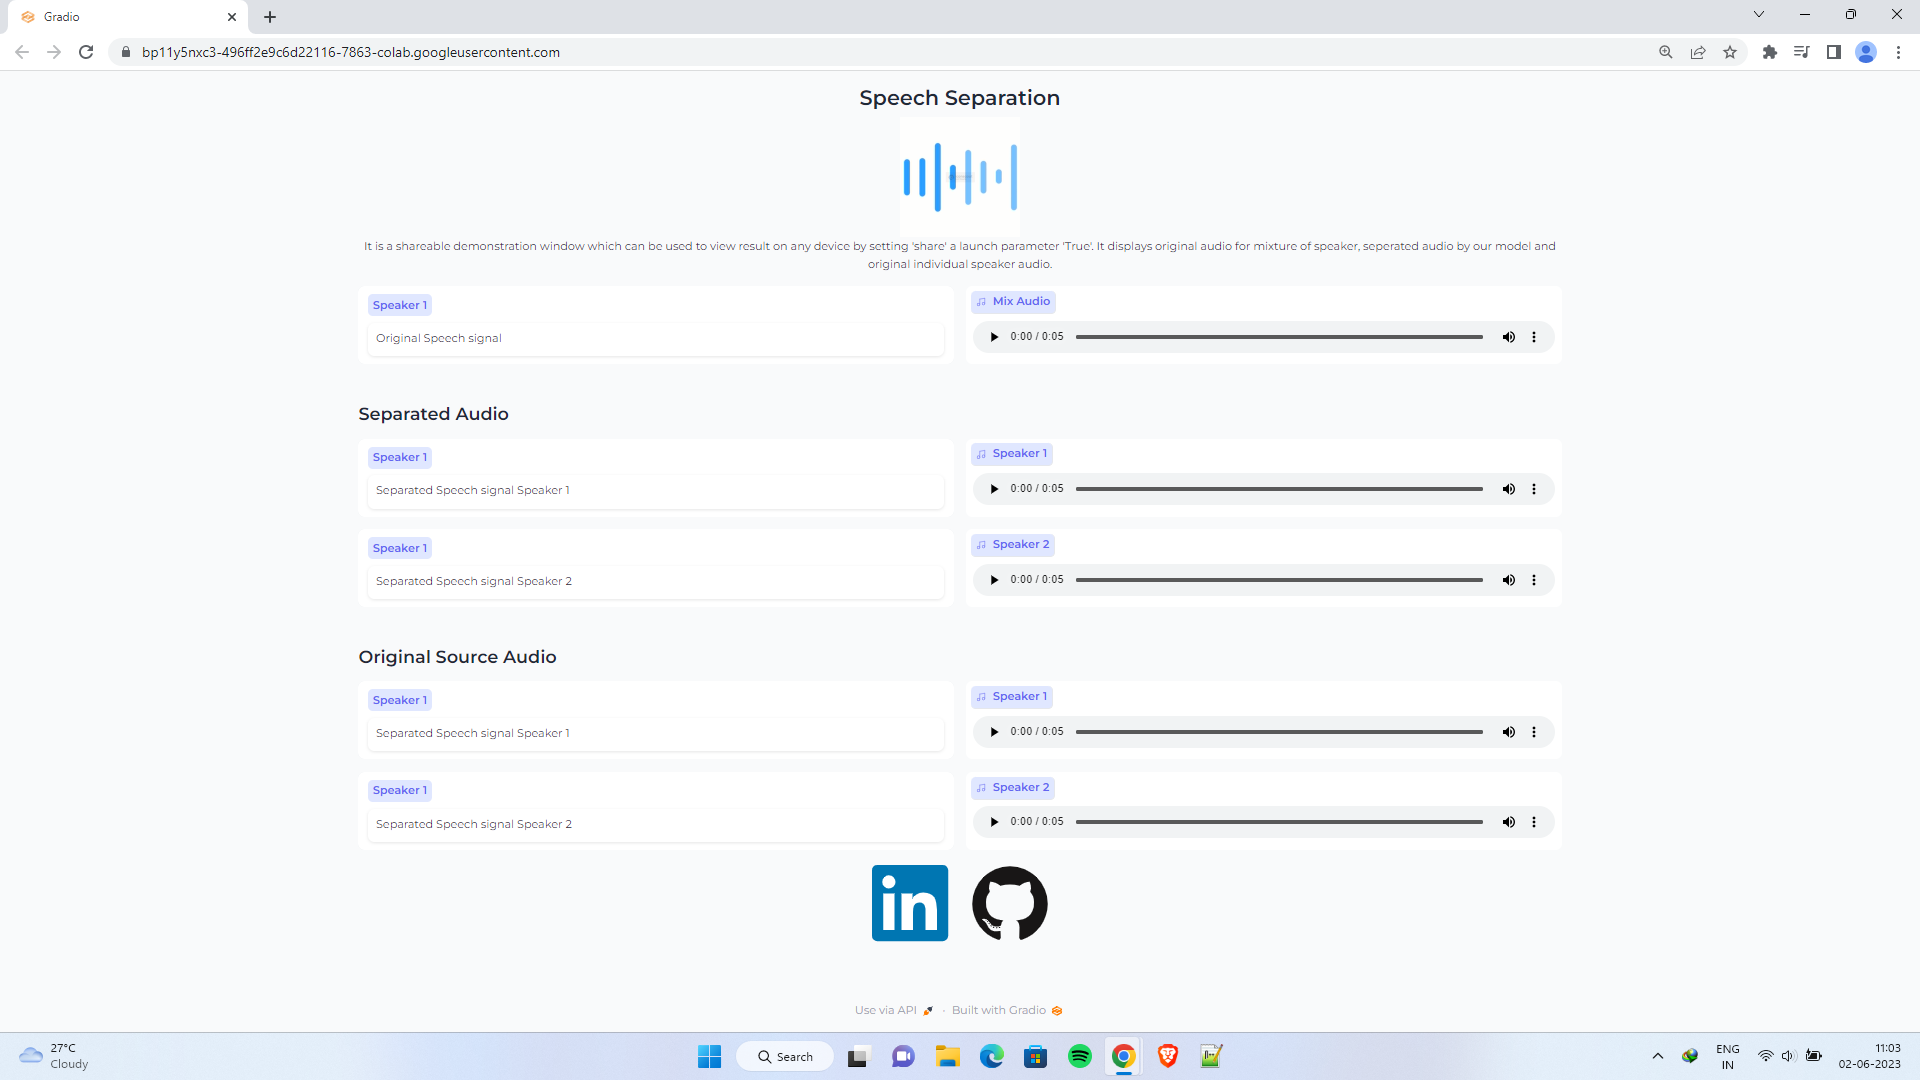 Gradio
bp11y5nxc3-496ff2e9c6d22116-7863-colab.googleusercontent.com
Speech Separation
It is a shareable demonstration window which can be used to view result on any device by setting 'share' a launch parameter 'True'. It displays original audio for mixture of speaker, seperated audio by our model and
original individual speaker audio.
Speaker 1
Original Speech signal
Mix Audio
0:00 / 0:05
Separated Audio
Speaker 1
Separated Speech signal Speaker 1
Speaker 1
0:00 / 0:05
Speaker 1
Separated Speech signal Speaker 2
Speaker 2
0:00 / 0:05
Original Source Audio
Speaker 1
Separated Speech signal Speaker 1
Speaker 1
0:00 / 0:05
Speaker 1
Separated Speech signal Speaker 2
Speaker 2
0:00 / 0:05
in
Use via API · Built with Gradio
27°C
Cloudy
Search
ENG
IN
11:03
02-06-2023